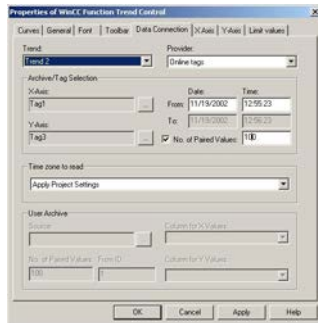 Properties of WinCC Function Trend Control
Curves General Font Toolbar Data Connection X Axis Y-Axis Limit values
Trend: Provider:
Trend 2 Online tags
Archive/Tag Selection
X-Axis: Date: Time:
Tag1 ... From: 11/19/2002 12:55:23
Y-Axis: To: 11/19/2002 12:56:23
Tag3 ... No. of Paired Values: 100
Time zone to read
Apply Project Settings
User Archive
Source: Column for X Values:
...
No. of Paired Values: From ID: Column for Y Values:
100 1
OK Cancel Apply Help